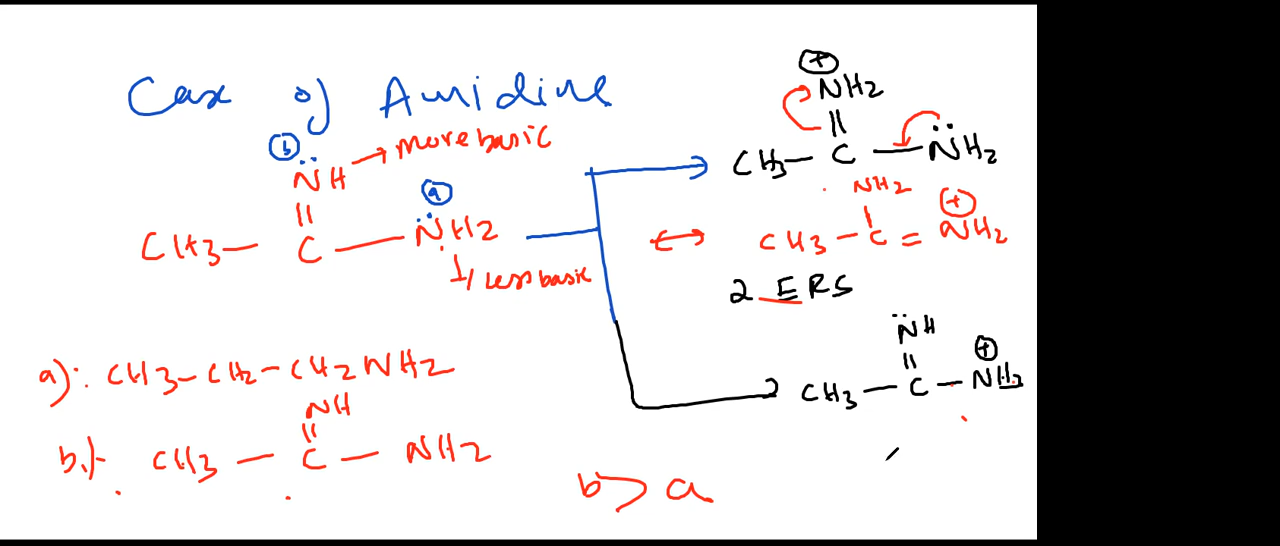 Case of Amidine
(b)
NH → more basic
||
CH3 — C — NH2
(a)
↓ less basic
(+)
NH2
||
CH3 — C — NH2
↔
NH2
|
CH3 — C = NH2
(+)
2 ERS
NH
||
CH3 — C — NH3
(+)
a): CH3—CH2—CH2NH2
NH
||
b.) CH3 — C — NH2
b > a